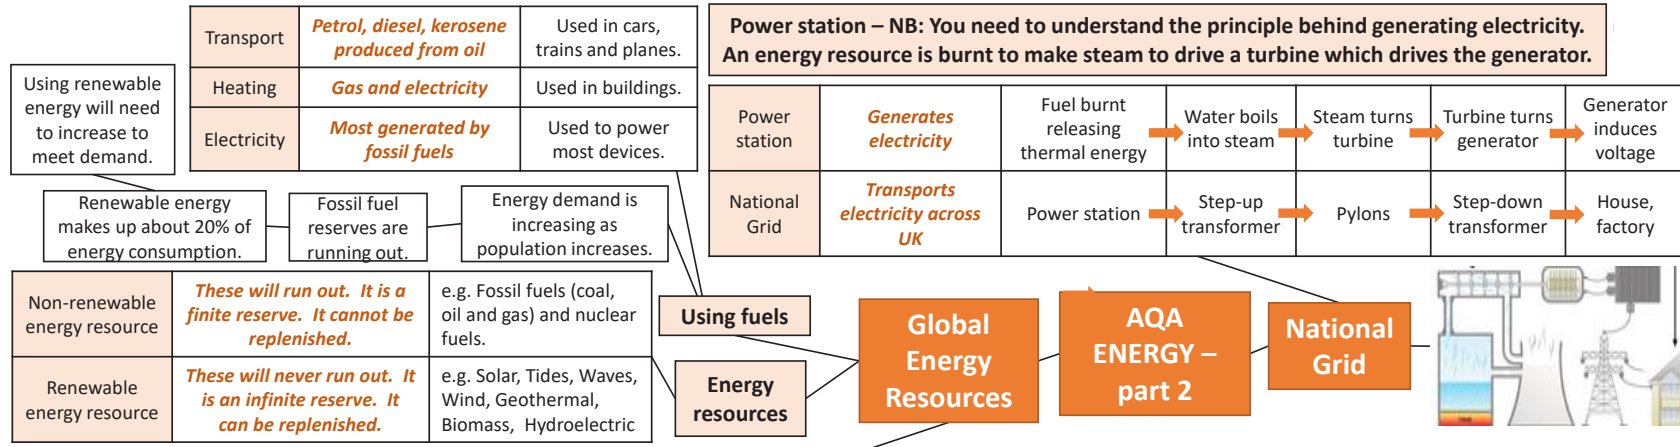 Transport
Petrol, diesel, kerosene
produced from oil
Used in cars,
trains and planes.
Heating
Gas and electricity
Used in buildings.
Electricity
Most generated by
fossil fuels
Used to power
most devices.
Power station – NB: You need to understand the principle behind generating electricity.
An energy resource is burnt to make steam to drive a turbine which drives the generator.
Using renewable
energy will need
to increase to
meet demand.
Power
station
Generates
electricity
Fuel burnt
releasing
thermal energy
Water boils
into steam
Steam turns
turbine
Turbine turns
generator
Generator
induces
voltage
National
Grid
Transports
electricity across
UK
Power station
Step-up
transformer
Pylons
Step-down
transformer
House,
factory
Renewable energy
makes up about 20% of
energy consumption.
Fossil fuel
reserves are
running out.
Energy demand is
increasing as
population increases.
Non-renewable
energy resource
These will run out. It is a
finite reserve. It cannot be
replenished.
e.g. Fossil fuels (coal,
oil and gas) and nuclear
fuels.
Renewable
energy resource
These will never run out. It
is an infinite reserve. It
can be replenished.
e.g. Solar, Tides, Waves,
Wind, Geothermal,
Biomass, Hydroelectric
Using fuels
Energy
resources
Global
Energy
Resources
AQA
ENERGY –
part 2
National
Grid